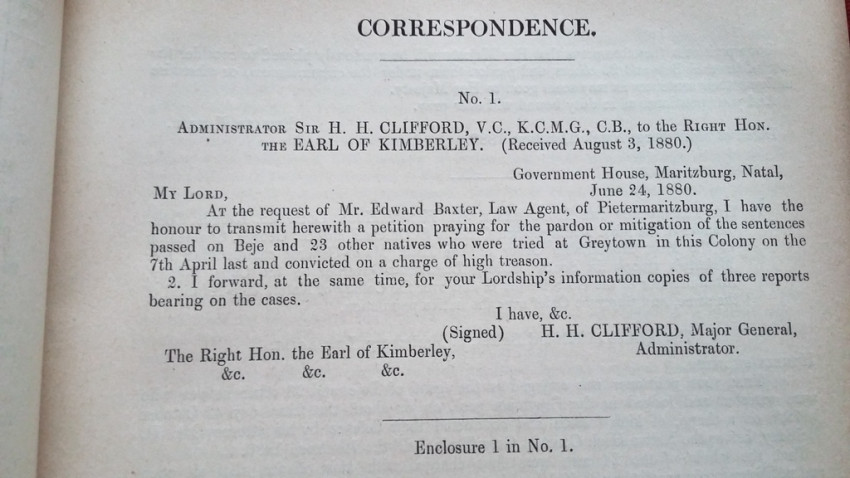 CORRESPONDENCE.
No. 1.
ADMINISTRATOR SIR H. H. CLIFFORD, V.C., K.C.M.G., C.B., to the RIGHT HON.
THE EARL OF KIMBERLEY. (Received August 3, 1880.)
Government House, Maritzburg, Natal,
MY LORD, June 24, 1880.
AT the request of Mr. Edward Baxter, Law Agent, of Pietermaritzburg, I have the
honour to transmit herewith a petition praying for the pardon or mitigation of the sentences
passed on Beje and 23 other natives who were tried at Greytown in this Colony on the
7th April last and convicted on a charge of high treason.
2. I forward, at the same time, for your Lordship's information copies of three reports
bearing on the cases.
I have, &c.
(Signed) H. H. CLIFFORD, Major General,
The Right Hon. the Earl of Kimberley, Administrator.
&c. &c. &c.
Enclosure 1 in No. 1.